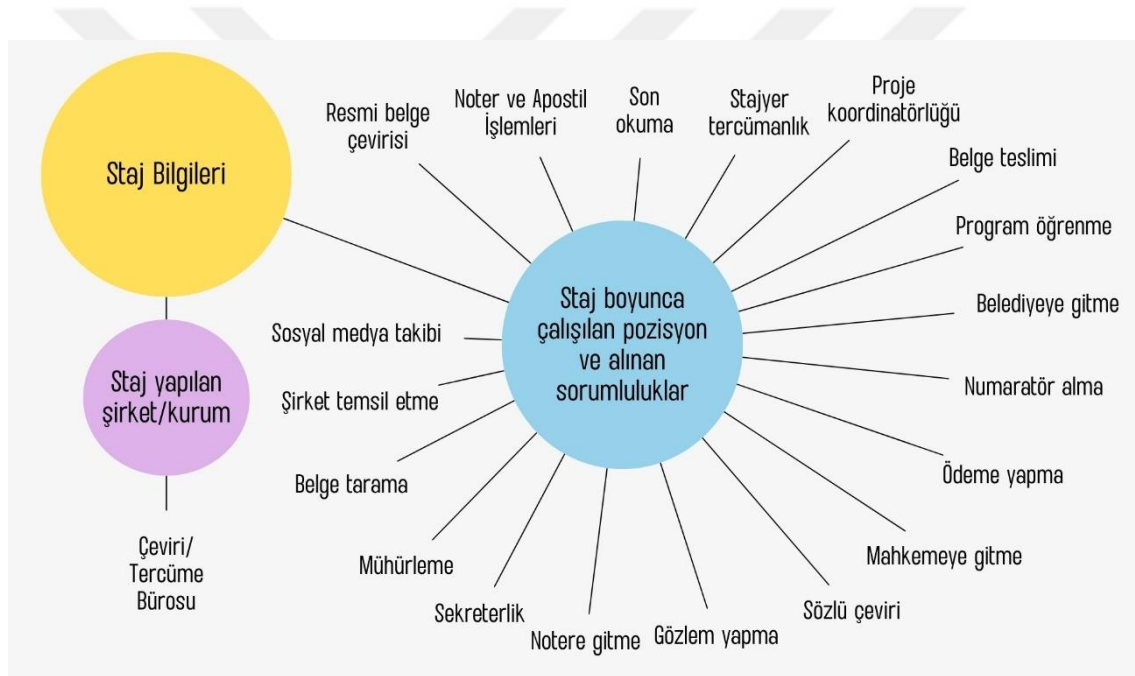 Staj Bilgileri
Staj yapılan
şirket/kurum
Çeviri/
Tercüme
Bürosu
Staj boyunca
çalışılan pozisyon
ve alınan
sorumluluklar
Resmi belge
çevirisi
Noter ve Apostil
İşlemleri
Son
okuma
Stajyer
tercümanlık
Proje
koordinatörlüğü
Belge teslimi
Program öğrenme
Belediyeye gitme
Numaratör alma
Ödeme yapma
Mahkemeye gitme
Sözlü çeviri
Gözlem yapma
Notere gitme
Sekreterlik
Mühürleme
Belge tarama
Şirket temsil etme
Sosyal medya takibi